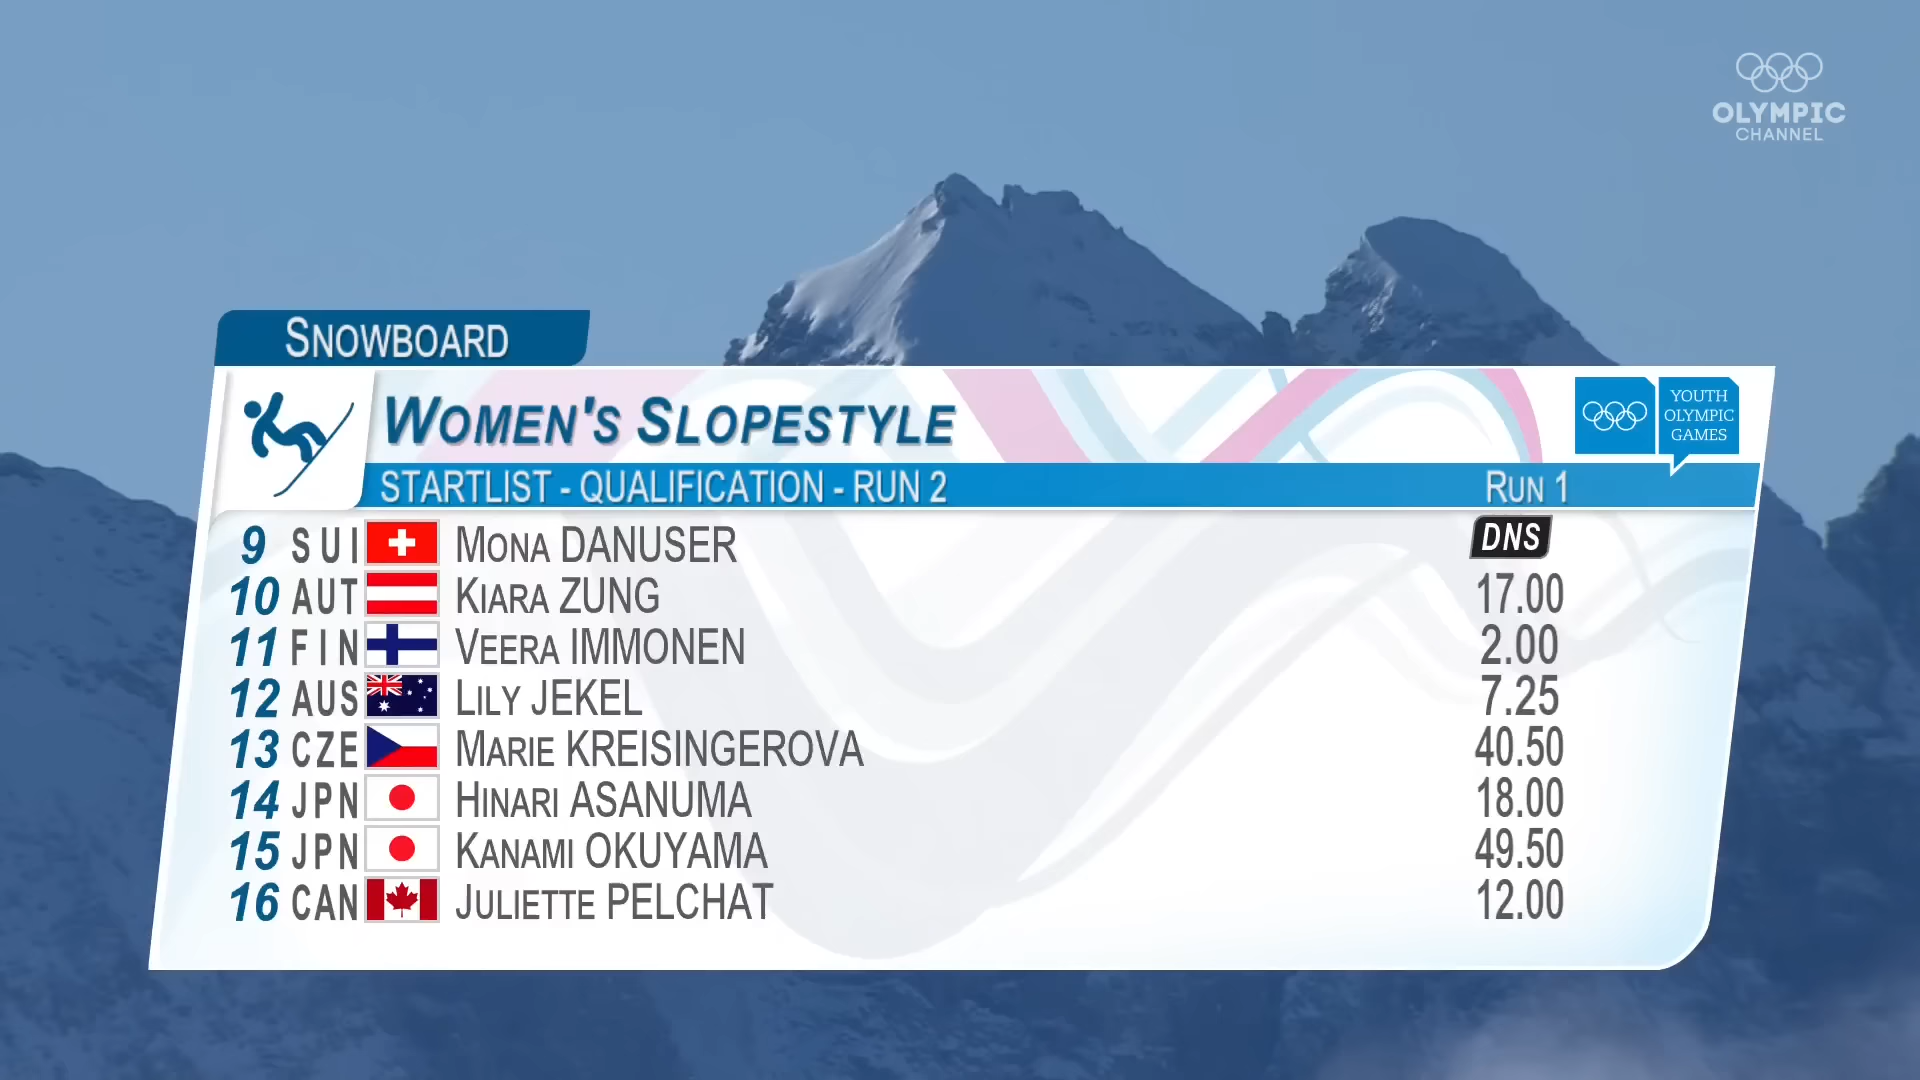 OLYMPIC
CHANNEL
SNOWBOARD
WOMEN'S SLOPESTYLE
YOUTH
OLYMPIC
GAMES
STARTLIST - QUALIFICATION - RUN 2 RUN 1
9 SUI MONA DANUSER DNS
10 AUT KIARA ZUNG 17.00
11 FIN VEERA IMMONEN 2.00
12 AUS LILY JEKEL 7.25
13 CZE MARIE KREISINGEROVA 40.50
14 JPN HINARI ASANUMA 18.00
15 JPN KANAMI OKUYAMA 49.50
16 CAN JULIETTE PELCHAT 12.00